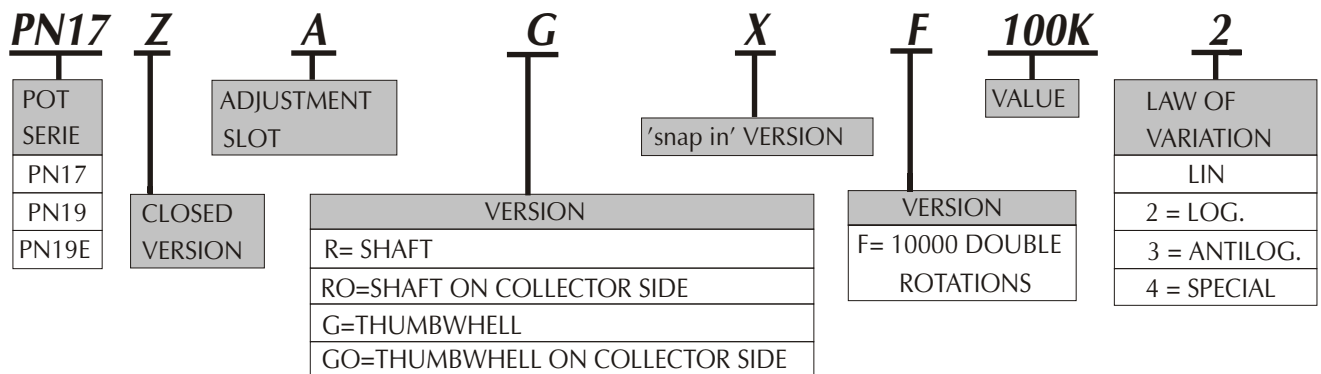 PN17 Z A G X F 100K 2
POT
SERIE
PN17
PN19
PN19E
CLOSED
VERSION
ADJUSTMENT
SLOT
VERSION
R= SHAFT
RO=SHAFT ON COLLECTOR SIDE
G=THUMBWHELL
GO=THUMBWHELL ON COLLECTOR SIDE
'snap in' VERSION
VERSION
F= 10000 DOUBLE
ROTATIONS
VALUE
LAW OF
VARIATION
LIN
2 = LOG.
3 = ANTILOG.
4 = SPECIAL